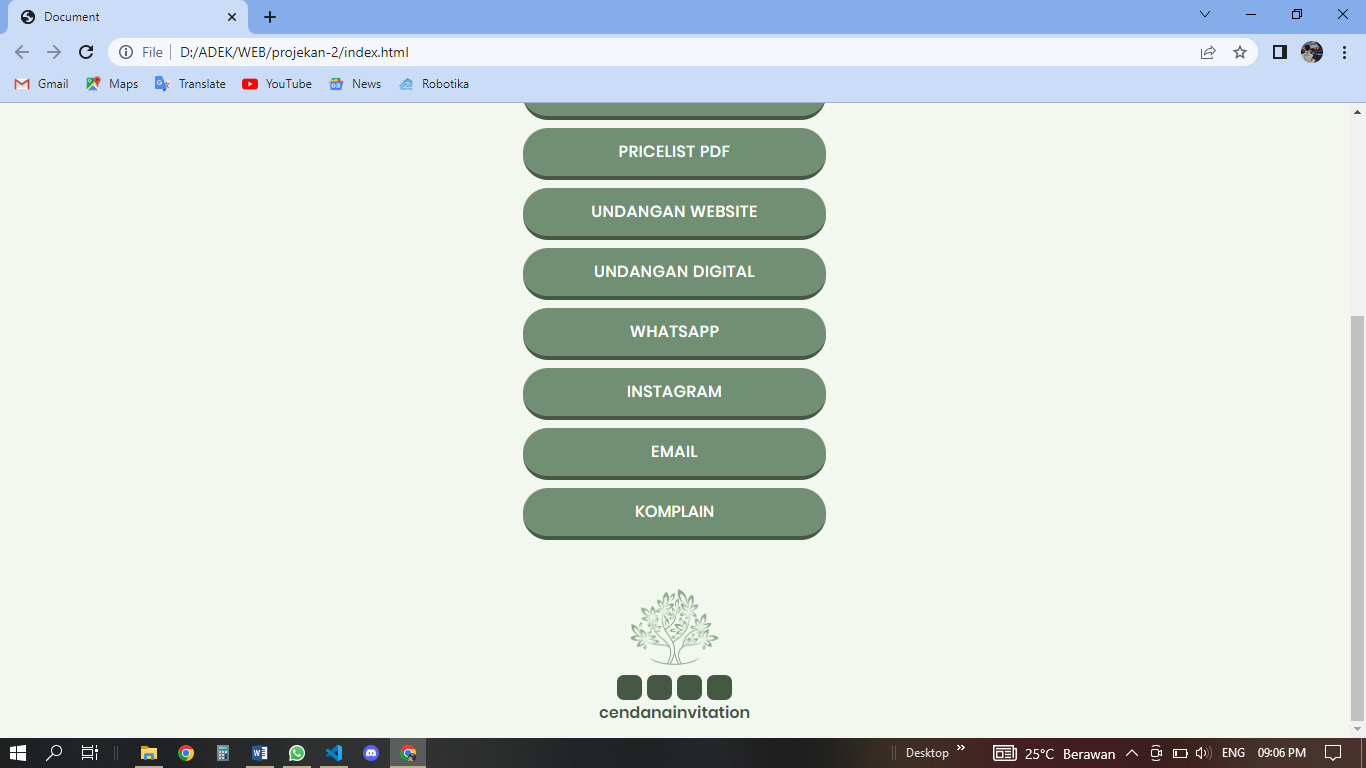 Document
File
D:/ADEK/WEB/projekan-2/index.html
Gmail
Maps
Translate
YouTube
News
Robotika
PRICELIST PDF
UNDANGAN WEBSITE
UNDANGAN DIGITAL
WHATSAPP
INSTAGRAM
EMAIL
KOMPLAIN
cendanainvitation
Desktop
25°C Berawan
ENG
09:06 PM